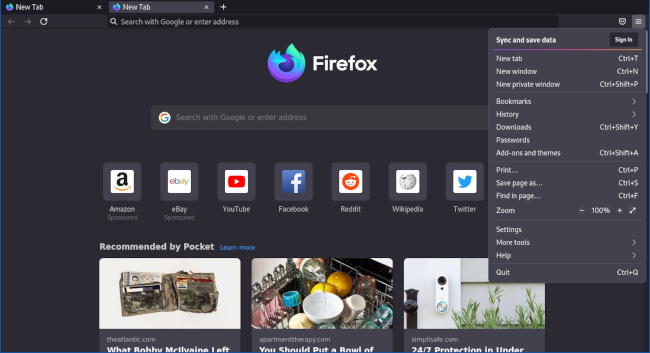 New Tab
New Tab
Search with Google or enter address
Firefox
Search with Google or enter address
Amazon
Sponsored
eBay
Sponsored
YouTube
Facebook
Reddit
Wikipedia
Twitter
Recommended by Pocket Learn more
theatlantic.com
What Bobby McIlvaine Left
apartmenttherapy.com
You Should Put a Bowl of
simplisafe.com
24/7 Protection in Under
Sync and save data Sign In
New tab Ctrl+T
New window Ctrl+N
New private window Ctrl+Shift+P
Bookmarks
History
Downloads Ctrl+Shift+Y
Passwords
Add-ons and themes Ctrl+Shift+A
Print... Ctrl+P
Save page as... Ctrl+S
Find in page... Ctrl+F
Zoom − 100% +
Settings
More tools
Help
Quit Ctrl+Q